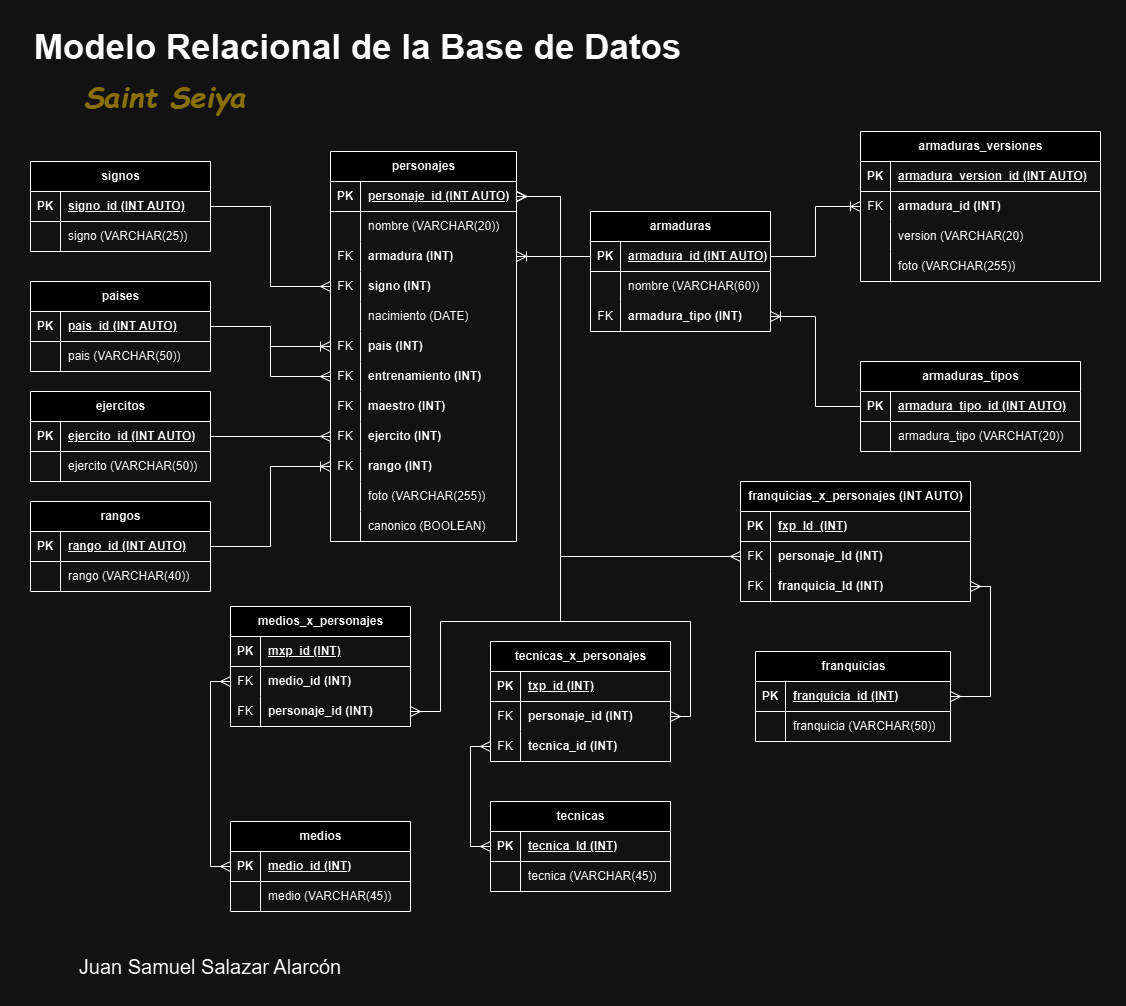 Modelo Relacional de la Base de Datos
Saint Seiya
signos
PK signo_id (INT AUTO)
signo (VARCHAR(25))
paises
PK pais_id (INT AUTO)
pais (VARCHAR(50))
ejercitos
PK ejercito_id (INT AUTO)
ejercito (VARCHAR(50))
rangos
PK rango_id (INT AUTO)
rango (VARCHAR(40))
personajes
PK personaje_id (INT AUTO)
nombre (VARCHAR(20))
FK armadura (INT)
FK signo (INT)
nacimiento (DATE)
FK pais (INT)
FK entrenamiento (INT)
FK maestro (INT)
FK ejercito (INT)
FK rango (INT)
foto (VARCHAR(255))
canonico (BOOLEAN)
armaduras
PK armadura_id (INT AUTO)
nombre (VARCHAR(60))
FK armadura_tipo (INT)
armaduras_versiones
PK armadura_version_id (INT AUTO)
FK armadura_id (INT)
version (VARCHAR(20)
foto (VARCHAR(255))
armaduras_tipos
PK armadura_tipo_id (INT AUTO)
armadura_tipo (VARCHAT(20))
franquicias_x_personajes (INT AUTO)
PK fxp_Id_(INT)
FK personaje_Id (INT)
FK franquicia_Id (INT)
medios_x_personajes
PK mxp_id (INT)
FK medio_id (INT)
FK personaje_id (INT)
tecnicas_x_personajes
PK txp_id (INT)
FK personaje_id (INT)
FK tecnica_id (INT)
franquicias
PK franquicia_id (INT)
franquicia (VARCHAR(50))
medios
PK medio_id (INT)
medio (VARCHAR(45))
tecnicas
PK tecnica_Id (INT)
tecnica (VARCHAR(45))
Juan Samuel Salazar Alarcón